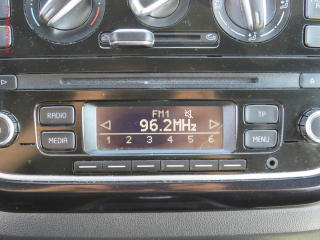 RADIO
MEDIA
FM1
96.2MHz
1 2 3 4 5 6
TP
MENU